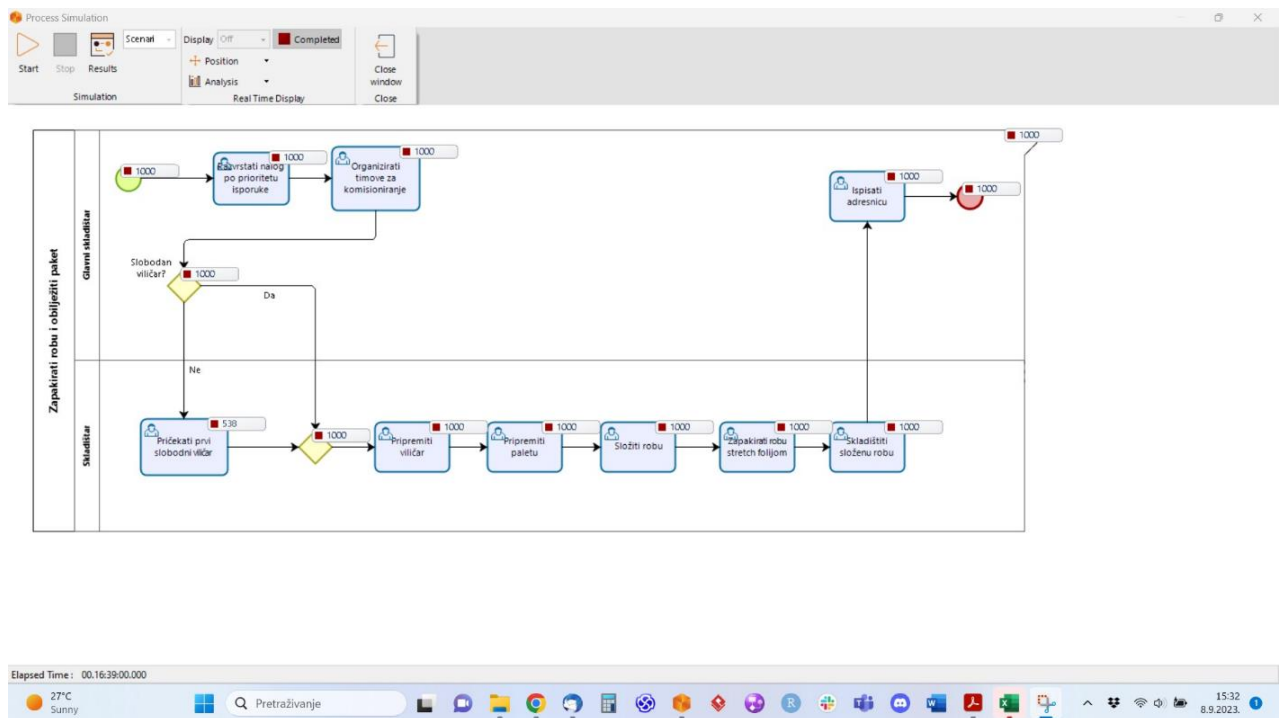 Process Simulation
Start
Stop
Results
Scenari
Simulation
Display Off
Completed
Position
Analysis
Real Time Display
Close
window
Close
Zapakirati robu i obilježiti paket
Glavni skladištar
Skladištar
1000
1000
1000
Razvrstati nalog
po prioritetu
isporuke
1000
Organizirati
timove za
komisioniranje
1000
Ispisati
adresnicu
1000
Slobodan
viličar?
1000
Da
Ne
538
Pričekati prvi
slobodni viličar
1000
1000
Pripremiti
viličar
1000
Pripremiti
paletu
1000
Složiti robu
1000
Zapakirati robu
stretch folijom
1000
Skladištiti
složenu robu
Elapsed Time : 00.16:39:00.000
27°C
Sunny
Pretraživanje
15:32
8.9.2023.
1